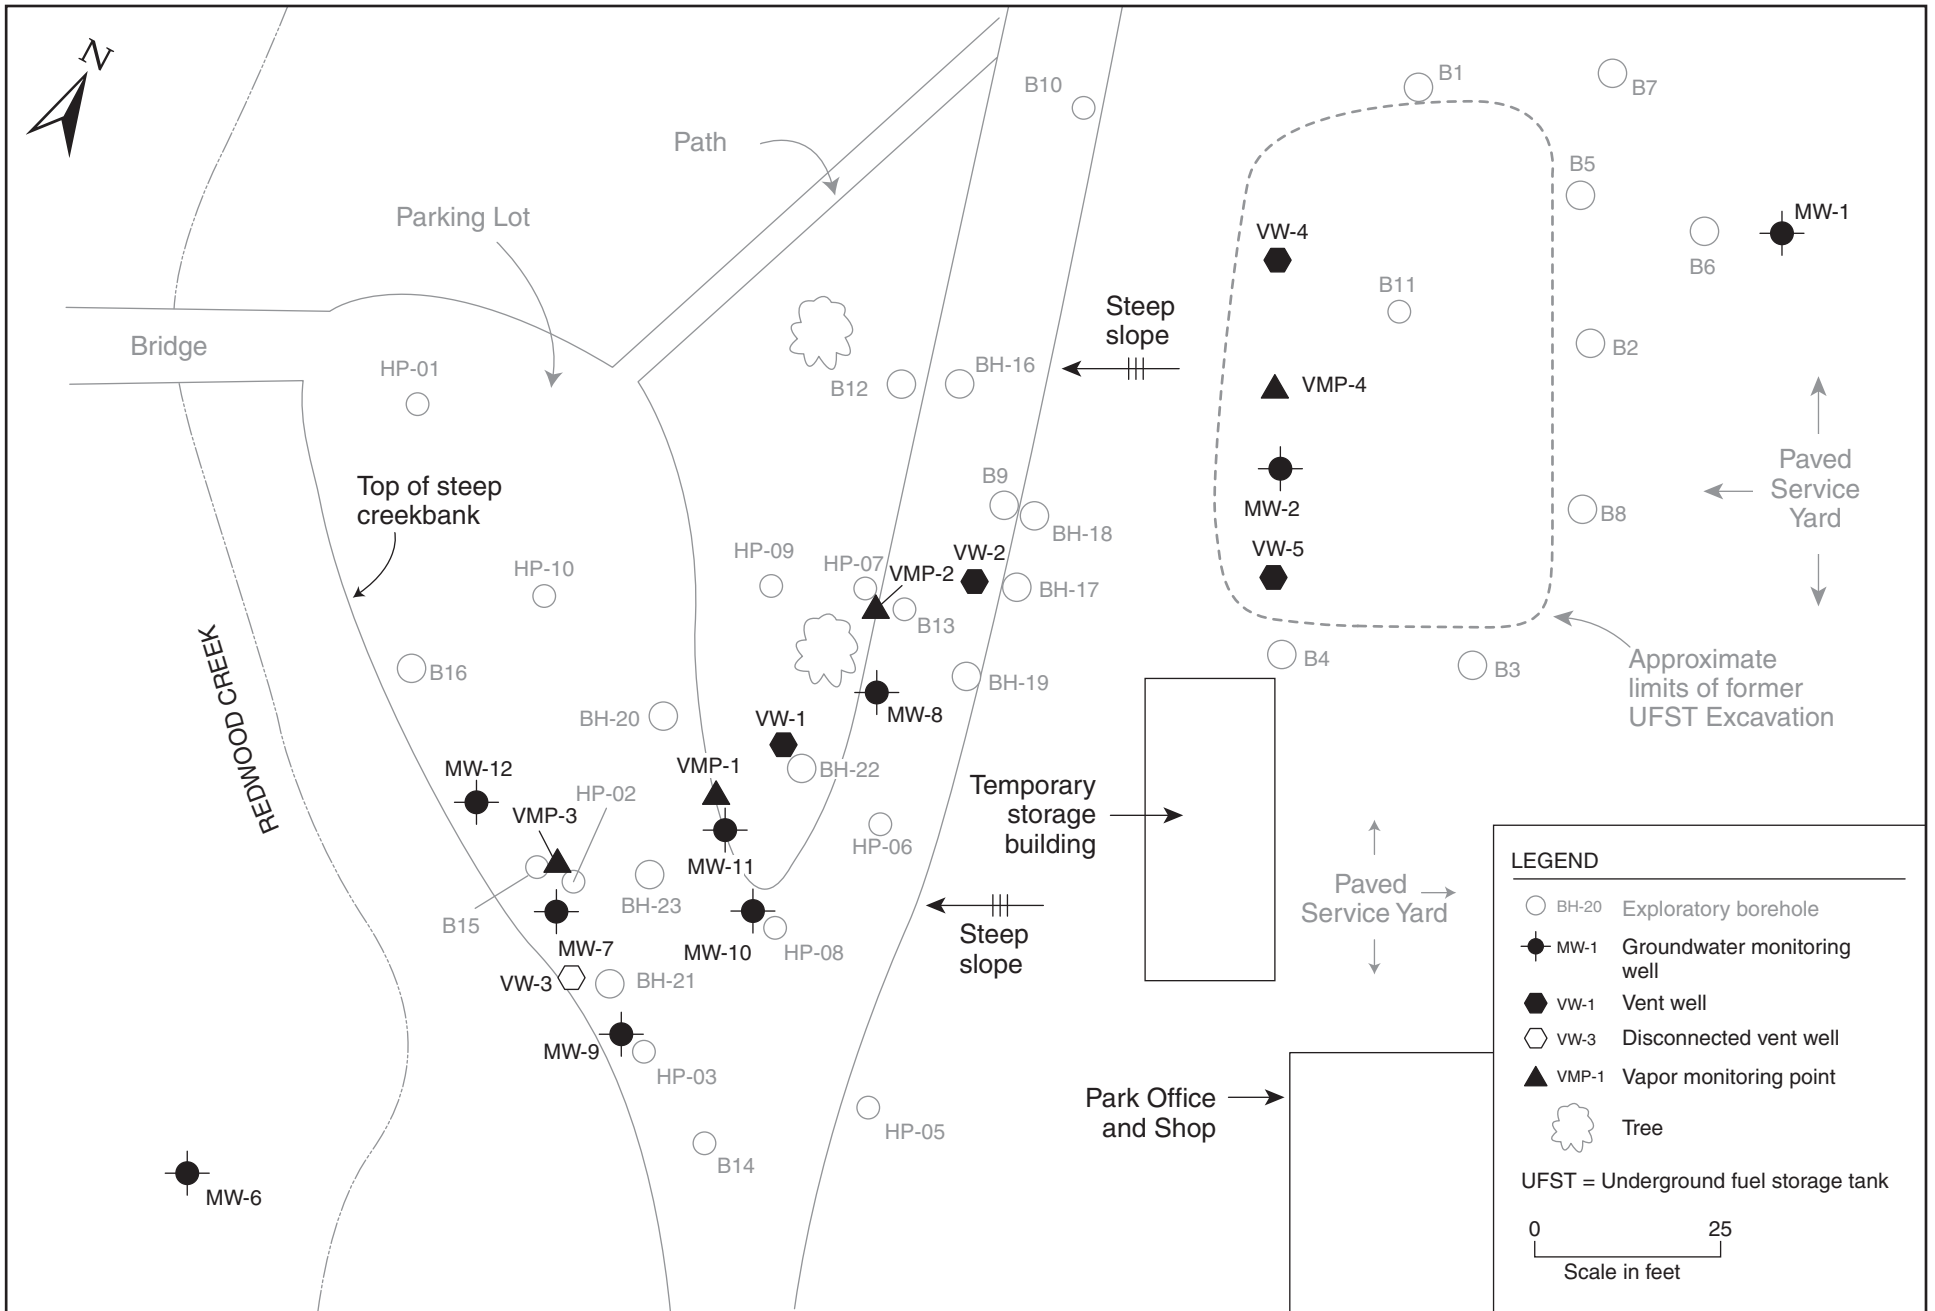 N
B1
B7
B10
Path
B5
Parking Lot
MW-1
VW-4
B6
B11
Steep
slope
Bridge
B2
HP-01
BH-16
B12
VMP-4
Paved
Service
Yard
B9
Top of steep
creekbank
MW-2
B8
BH-18
HP-09
VW-2
VW-5
HP-07
VMP-2
HP-10
BH-17
B13
B4
B3
Approximate
limits of former
UFST Excavation
B16
BH-19
REDWOOD CREEK
BH-20
VW-1
MW-8
MW-12
VMP-1
BH-22
HP-02
VMP-3
Temporary
storage
building
HP-06
MW-11
BH-23
B15
Paved
Service Yard
MW-7
MW-10
HP-08
Steep
slope
VW-3
BH-21
MW-9
HP-03
Park Office
and Shop
HP-05
B14
MW-6
LEGEND
BH-20 Exploratory borehole
MW-1 Groundwater monitoring
well
VW-1 Vent well
VW-3 Disconnected vent well
VMP-1 Vapor monitoring point
Tree
UFST = Underground fuel storage tank
0 25
Scale in feet